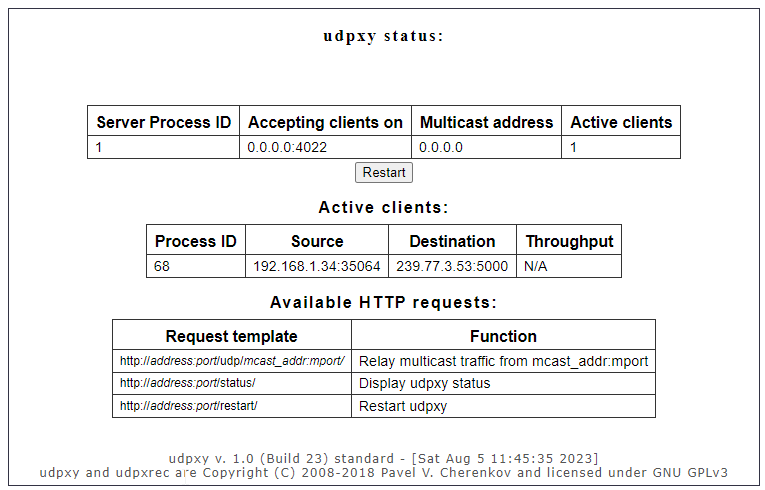 udpxy status:
Server Process ID Accepting clients on Multicast address Active clients
1 0.0.0.0:4022 0.0.0.0 1
Restart
Active clients:
Process ID Source Destination Throughput
68 192.168.1.34:35064 239.77.3.53:5000 N/A
Available HTTP requests:
Request template Function
http://address:port/udp/mcast_addr:mport/ Relay multicast traffic from mcast_addr:mport
http://address:port/status/ Display udpxy status
http://address:port/restart/ Restart udpxy
udpxy v. 1.0 (Build 23) standard - [Sat Aug 5 11:45:35 2023]
udpxy and udpxrec are Copyright (C) 2008-2018 Pavel V. Cherenkov and licensed under GNU GPLv3